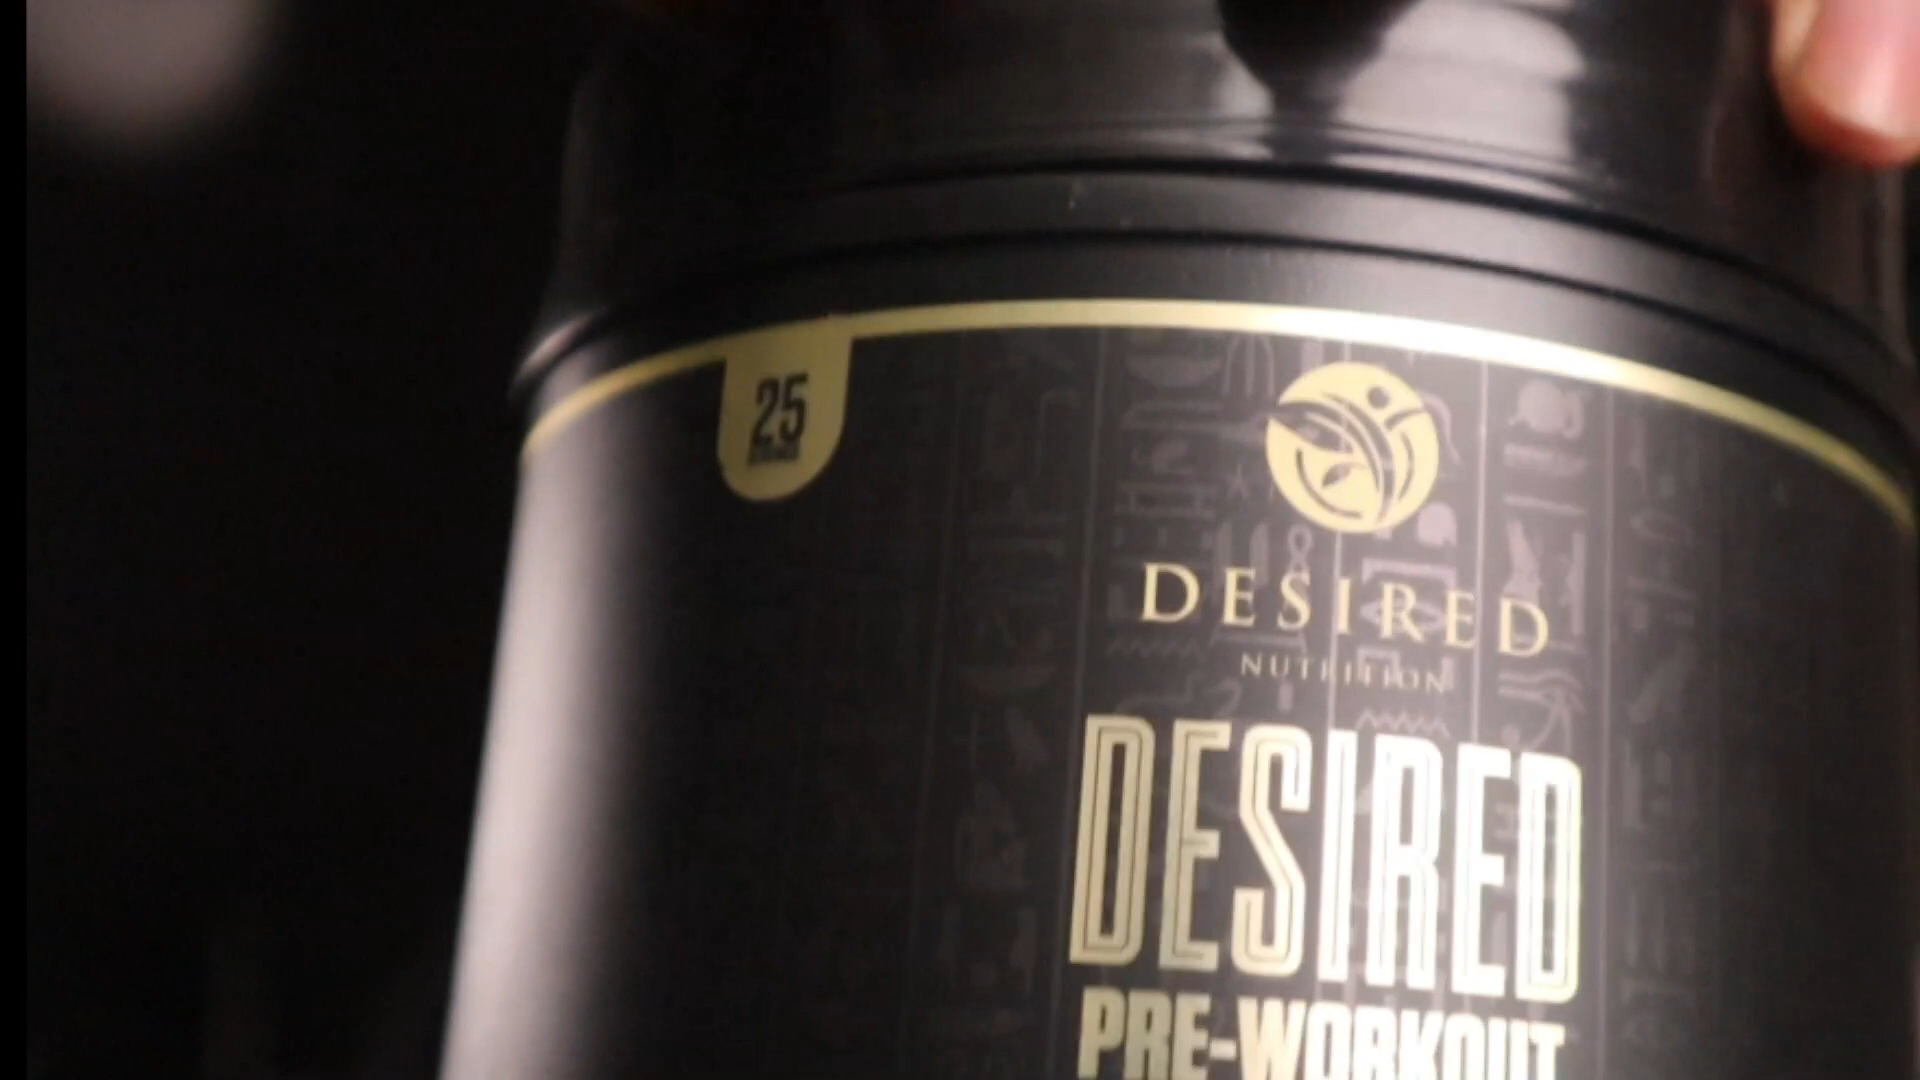 25
DESIRED
NUTRITION
DESIRED
PRE-WORKOUT